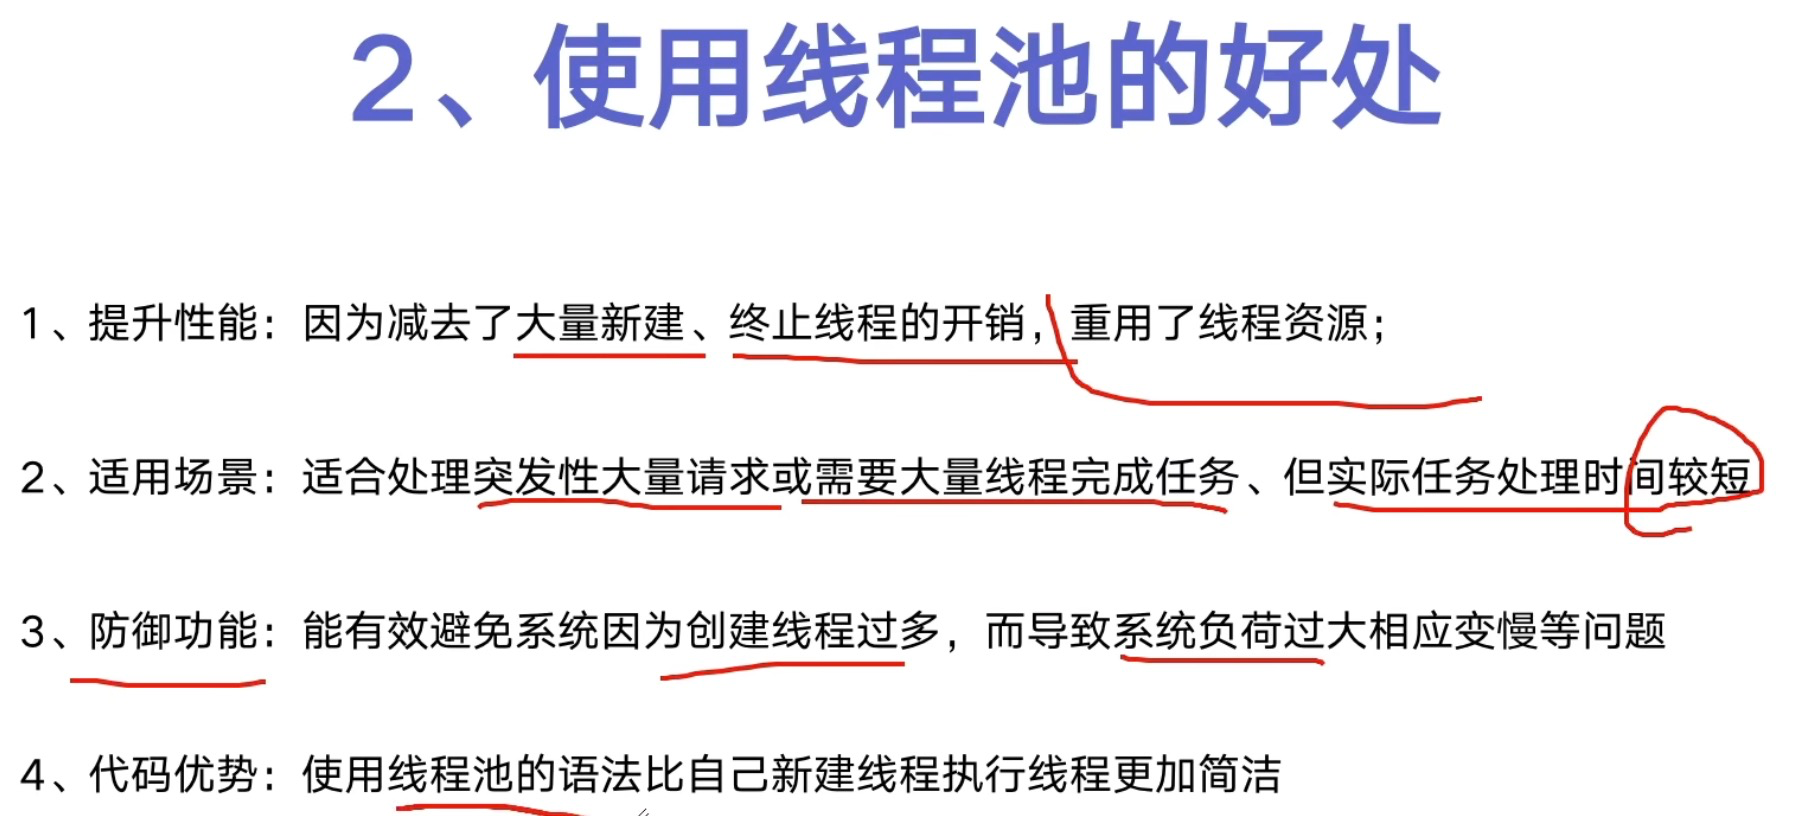 2、使用线程池的好处
1、提升性能：因为减去了大量新建、终止线程的开销，重用了线程资源；
2、适用场景：适合处理突发性大量请求或需要大量线程完成任务、但实际任务处理时间较短
3、防御功能：能有效避免系统因为创建线程过多，而导致系统负荷过大相应变慢等问题
4、代码优势：使用线程池的语法比自己新建线程执行线程更加简洁